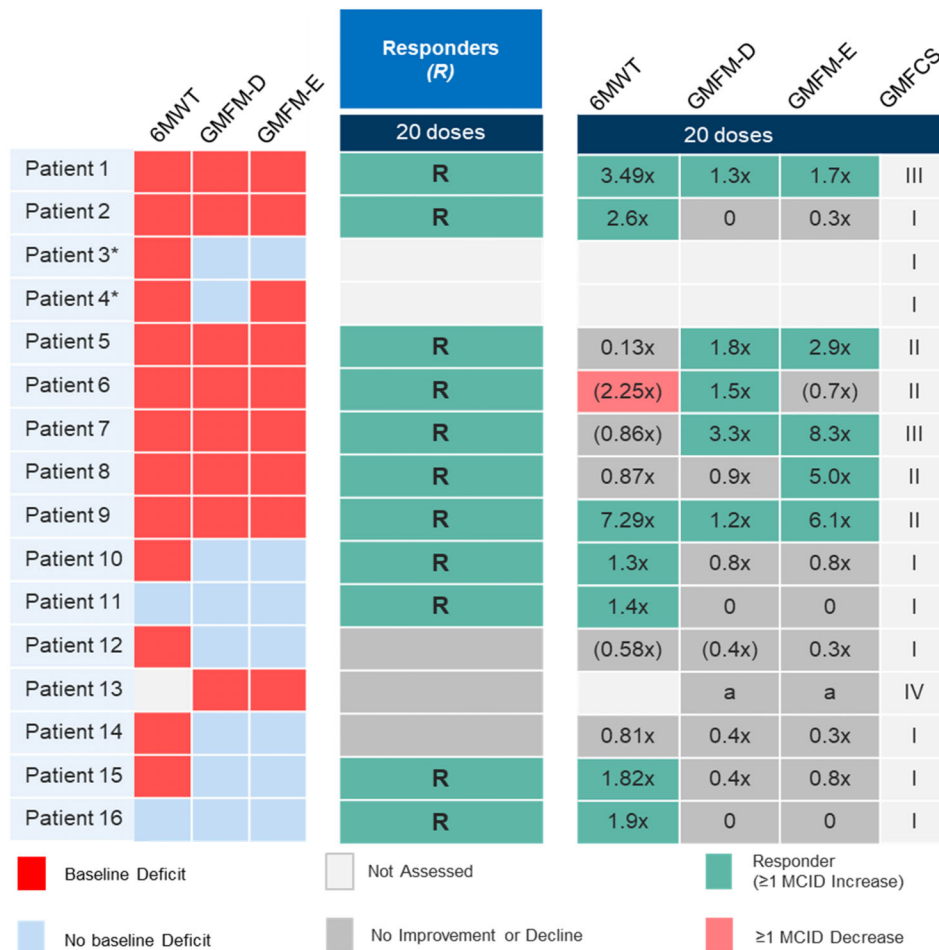 Responders
(R)
6MWT GMFM-D GMFM-E 6MWT GMFM-D GMFM-E GMFCS
20 doses 20 doses
Patient 1 R 3.49x 1.3x 1.7x III
Patient 2 R 2.6x 0 0.3x I
Patient 3* I
Patient 4* I
Patient 5 R 0.13x 1.8x 2.9x II
Patient 6 R (2.25x) 1.5x (0.7x) II
Patient 7 R (0.86x) 3.3x 8.3x III
Patient 8 R 0.87x 0.9x 5.0x II
Patient 9 R 7.29x 1.2x 6.1x II
Patient 10 R 1.3x 0.8x 0.8x I
Patient 11 R 1.4x 0 0 I
Patient 12 (0.58x) (0.4x) 0.3x I
Patient 13 a a IV
Patient 14 0.81x 0.4x 0.3x I
Patient 15 R 1.82x 0.4x 0.8x I
Patient 16 R 1.9x 0 0 I
Baseline Deficit Not Assessed Responder
(≥1 MCID Increase)
No baseline Deficit No Improvement or Decline ≥1 MCID Decrease